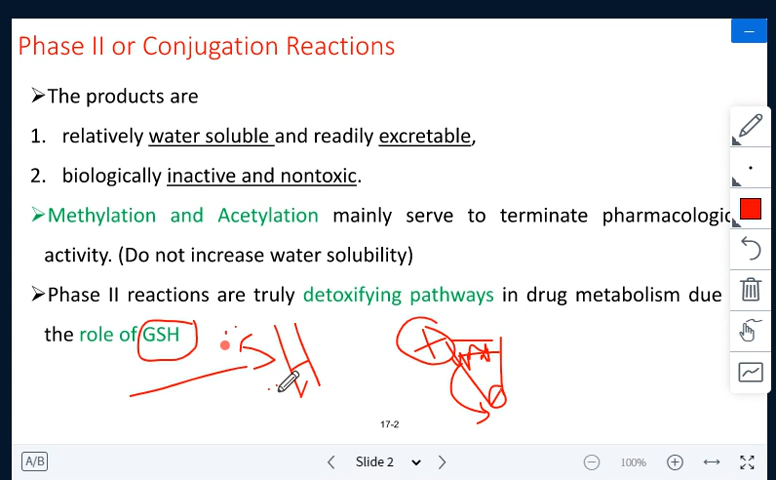 Phase II or Conjugation Reactions
➢The products are
1. relatively water soluble and readily excretable,
2. biologically inactive and nontoxic.
➢Methylation and Acetylation mainly serve to terminate
activity. (Do not increase water solubility)
➢Phase II reactions are truly detoxifying pathways in drug metabolism due
the role of GSH
17-2
A/B
Slide 2
100%